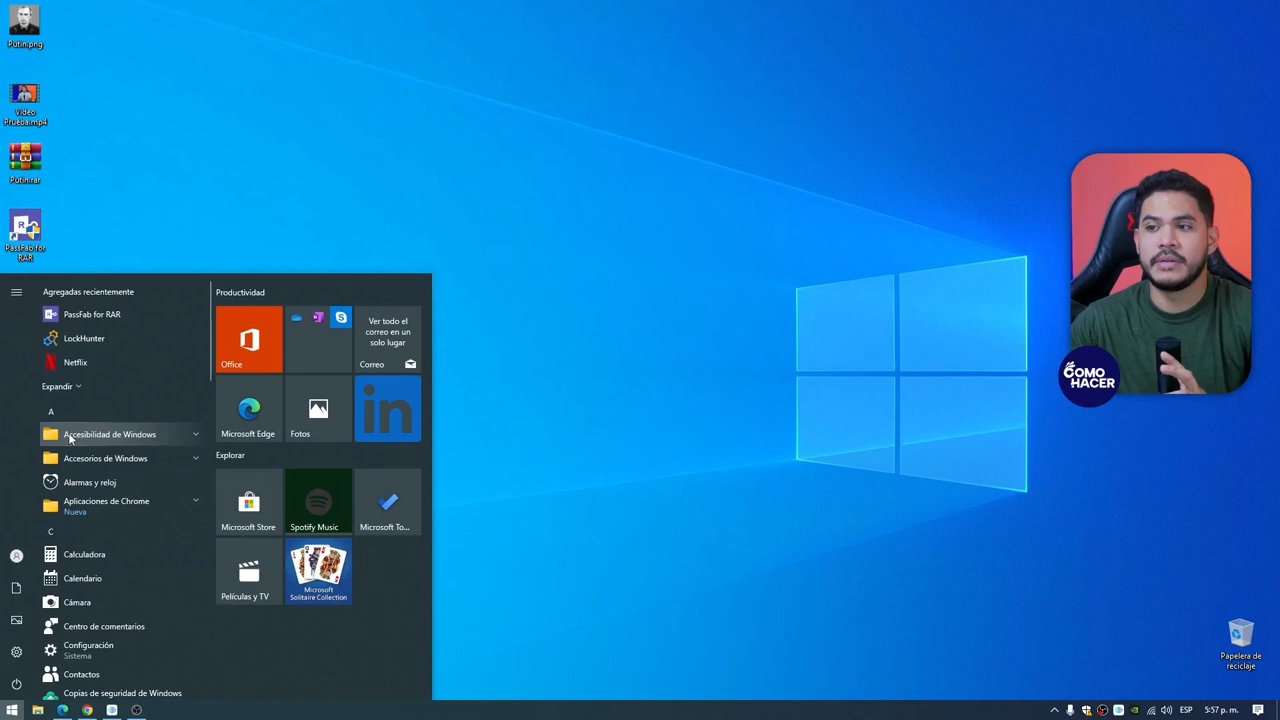 Putin.png
Video
Prueba.mp4
Putin.rar
PassFab for
RAR
Agregadas recientemente
PassFab for RAR
LockHunter
Netflix
Expandir
A
Accesibilidad de Windows
Accesorios de Windows
Alarmas y reloj
Aplicaciones de Chrome
Nueva
C
Calculadora
Calendario
Cámara
Centro de comentarios
Configuración
Sistema
Contactos
Copias de seguridad de Windows
Productividad
Office
Ver todo el
correo en un
solo lugar
Correo
Microsoft Edge
Fotos
in
Explorar
Microsoft Store
Spotify Music
Microsoft To...
Películas y TV
Microsoft
Solitaire Collection
COMO
HACER
Papelera de
reciclaje
ESP
5:57 p. m.